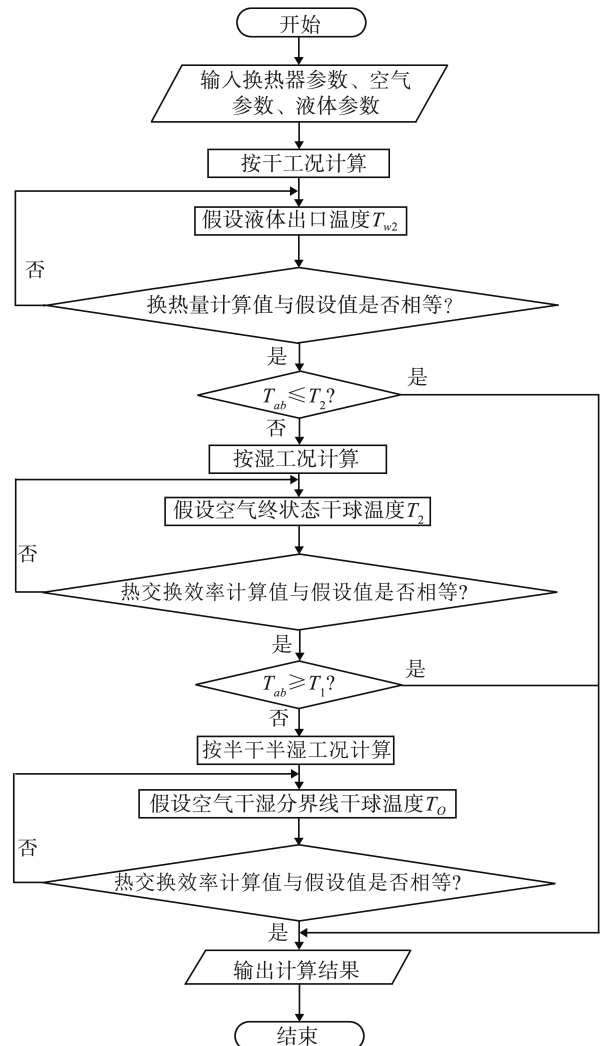 开始
输入换热器参数、空气
参数、液体参数
按干工况计算
假设液体出口温度Tw2
否
换热量计算值与假设值是否相等?
是
Tab≤T2?
是
否
按湿工况计算
假设空气终状态干球温度T2
否
热交换效率计算值与假设值是否相等?
是
Tab≥T1?
是
否
按半干半湿工况计算
假设空气干湿分界线干球温度TO
否
热交换效率计算值与假设值是否相等?
是
输出计算结果
结束